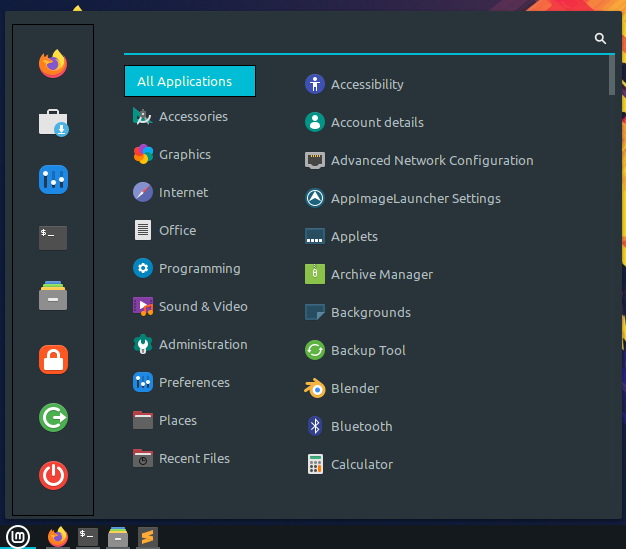 All Applications
Accessories
Graphics
Internet
Office
Programming
Sound & Video
Administration
Preferences
Places
Recent Files
Accessibility
Account details
Advanced Network Configuration
AppImageLauncher Settings
Applets
Archive Manager
Backgrounds
Backup Tool
Blender
Bluetooth
Calculator
$_
$_